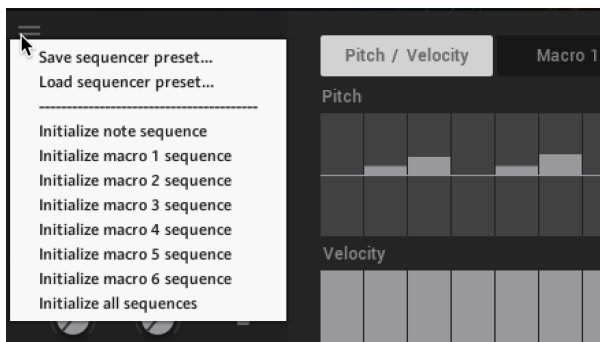 Save sequencer preset...
Load sequencer preset...
----------------------------------------
Initialize note sequence
Initialize macro 1 sequence
Initialize macro 2 sequence
Initialize macro 3 sequence
Initialize macro 4 sequence
Initialize macro 5 sequence
Initialize macro 6 sequence
Initialize all sequences
Pitch / Velocity
Macro 1
Pitch
Velocity